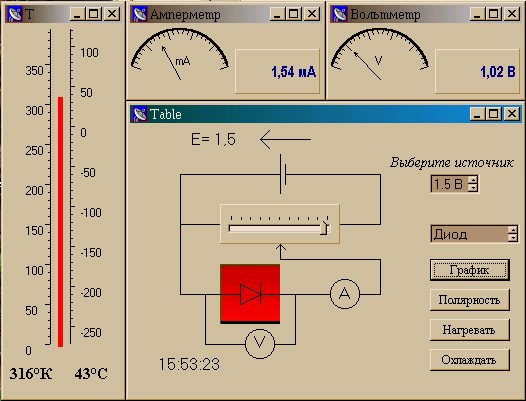 T
350
300
250
200
150
100
50
0
100
50
0
-50
-100
-150
-200
-250
316°K 43°C
Амперметр
mA
1,54 мА
Вольтметр
V
1,02 В
Table
E= 1,5
Выберите источник
1.5 В
Диод
График
Полярность
Нагревать
Охлаждать
A
V
15:53:23